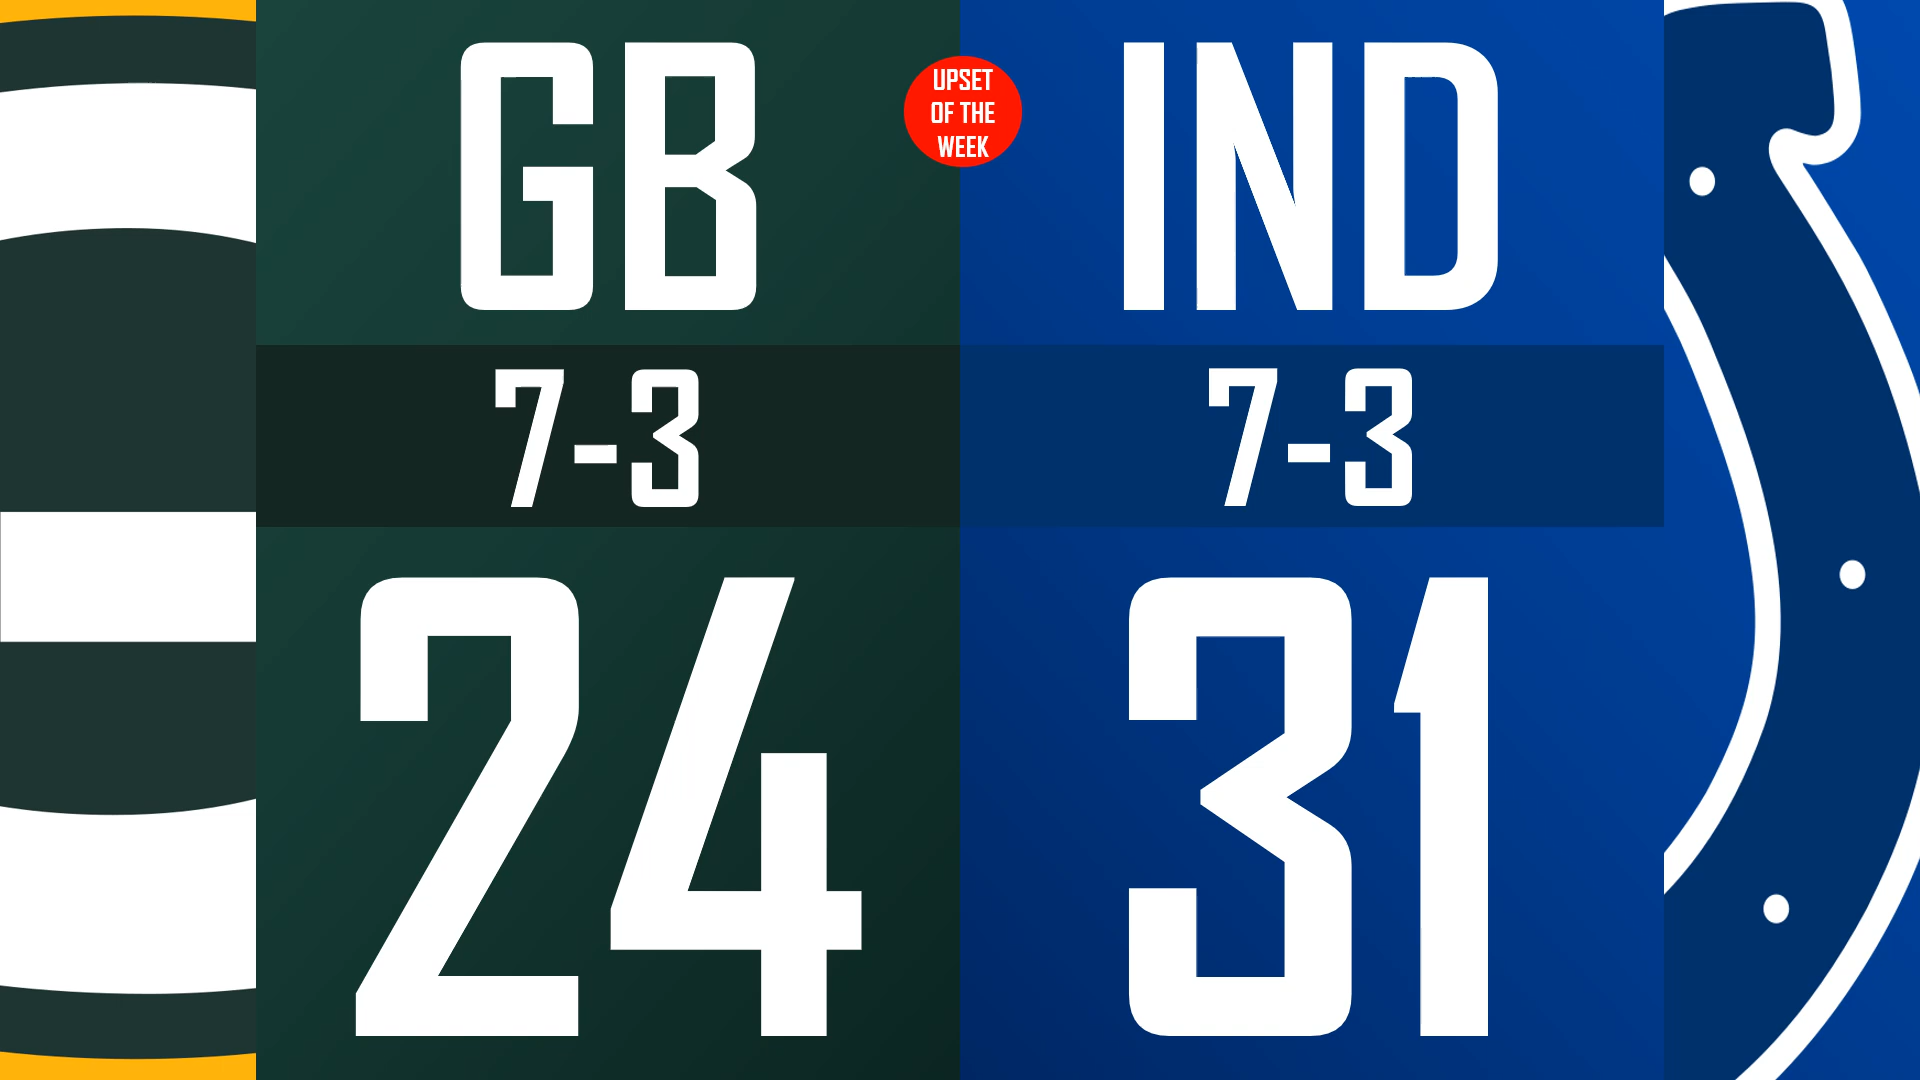 GB
IND
UPSET
OF THE
WEEK
7-3
7-3
24
31